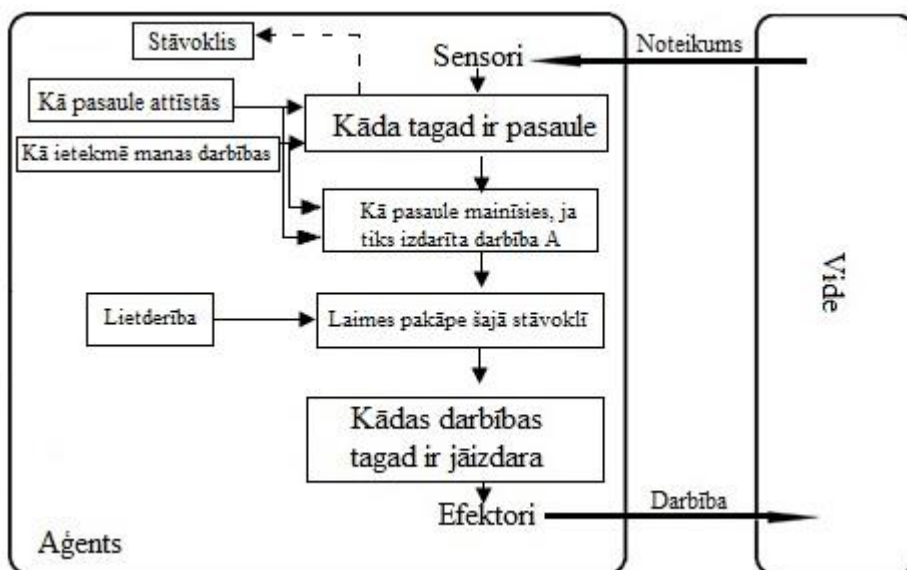 Stāvoklis
Sensori
Noteikums
Kā pasaule attīstās
Kāda tagad ir pasaule
Kā ietekmē manas darbības
Kā pasaule mainīsies, ja
tiks izdarīta darbība A
Vide
Lietderība
Laimes pakāpe šajā stāvoklī
Kādas darbības
tagad ir jāizdara
Efektori
Darbība
Aģents